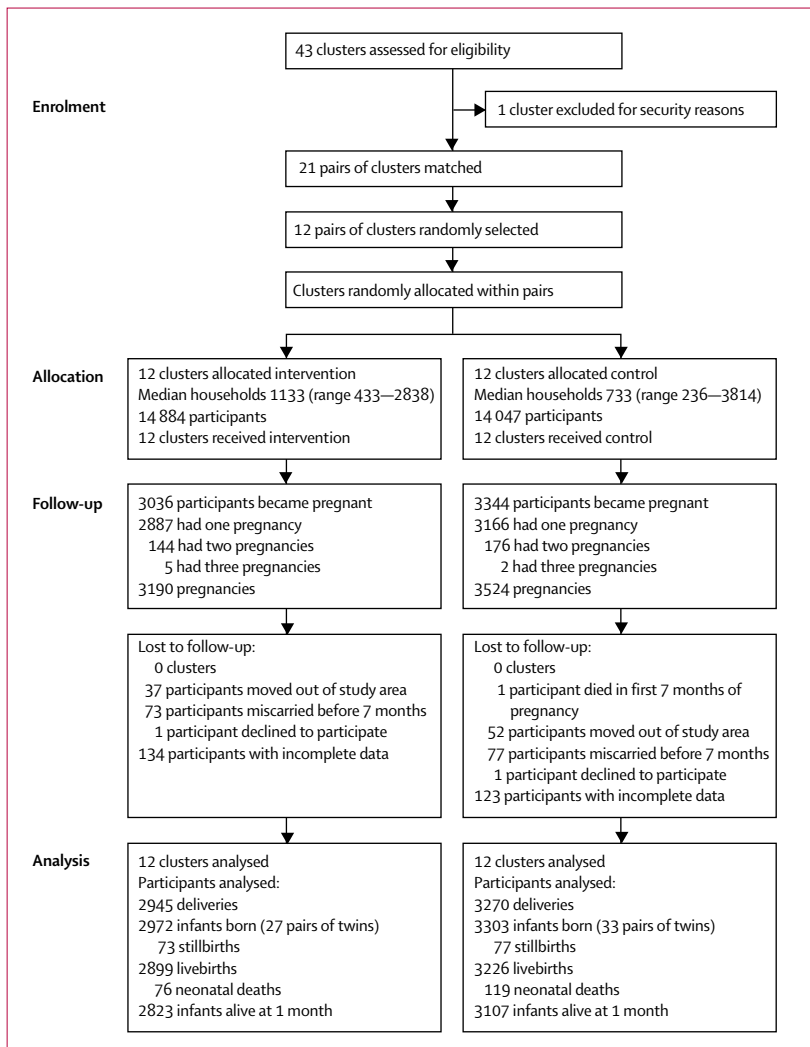 43 clusters assessed for eligibility
Enrolment
1 cluster excluded for security reasons
21 pairs of clusters matched
12 pairs of clusters randomly selected
Clusters randomly allocated within pairs
Allocation
12 clusters allocated intervention
Median households 1133 (range 433—2838)
14 884 participants
12 clusters received intervention
12 clusters allocated control
Median households 733 (range 236—3814)
14 047 participants
12 clusters received control
Follow-up
3036 participants became pregnant
2887 had one pregnancy
144 had two pregnancies
5 had three pregnancies
3190 pregnancies
3344 participants became pregnant
3166 had one pregnancy
176 had two pregnancies
2 had three pregnancies
3524 pregnancies
Lost to follow-up:
0 clusters
37 participants moved out of study area
73 participants miscarried before 7 months
1 participant declined to participate
134 participants with incomplete data
Lost to follow-up:
0 clusters
1 participant died in first 7 months of
pregnancy
52 participants moved out of study area
77 participants miscarried before 7 months
1 participant declined to participate
123 participants with incomplete data
Analysis
12 clusters analysed
Participants analysed:
2945 deliveries
2972 infants born (27 pairs of twins)
73 stillbirths
2899 livebirths
76 neonatal deaths
2823 infants alive at 1 month
12 clusters analysed
Participants analysed:
3270 deliveries
3303 infants born (33 pairs of twins)
77 stillbirths
3226 livebirths
119 neonatal deaths
3107 infants alive at 1 month